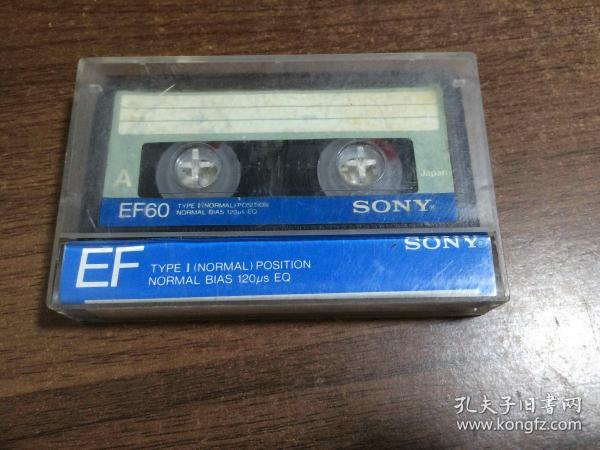 A
Japan
EF60 TYPE I (NORMAL) POSITION
NORMAL BIAS 120μs EQ
SONY®
SONY
EF TYPE I (NORMAL) POSITION
NORMAL BIAS 120μs EQ
孔夫子旧书网
www.kongfz.com